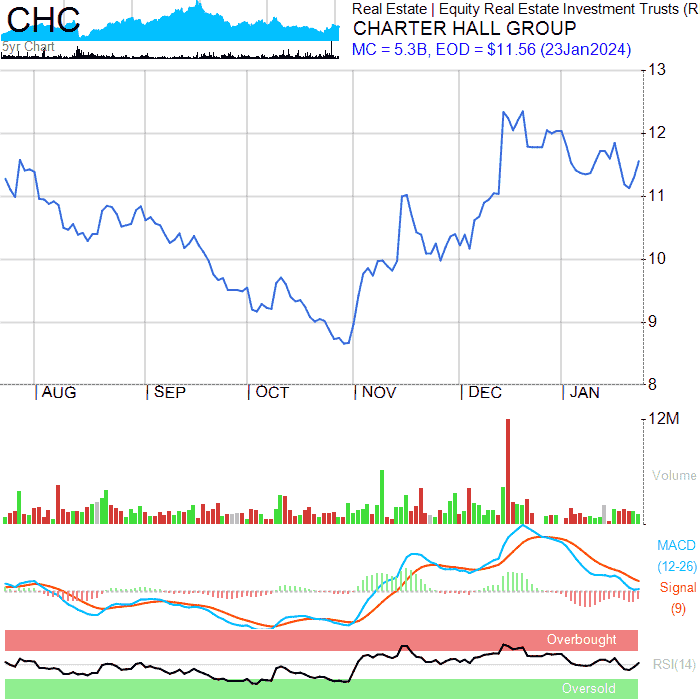 CHC
5yr Chart
Real Estate | Equity Real Estate Investment Trusts (R
CHARTER HALL GROUP
MC = 5.3B, EOD = $11.56 (23Jan2024)
13
12
11
10
9
8
AUG
SEP
OCT
NOV
DEC
JAN
12M
Volume
MACD
(12-26)
Signal
(9)
Overbought
RSI(14)
Oversold